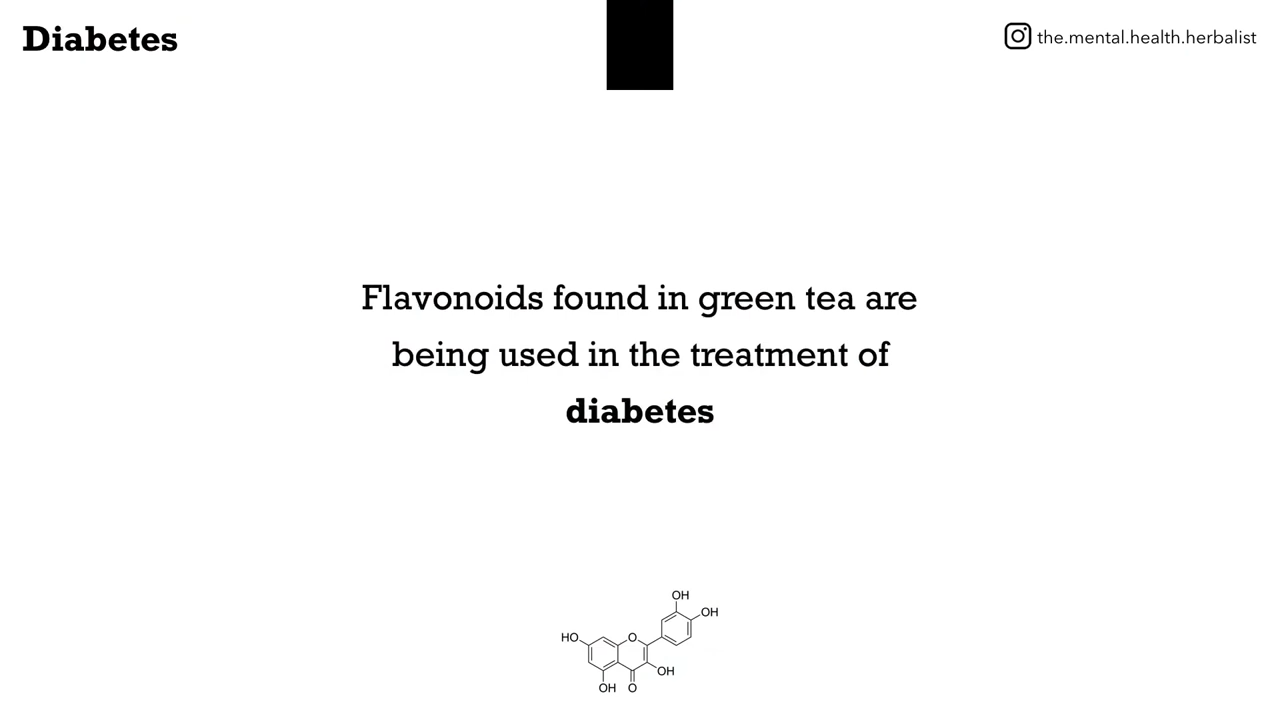 Diabetes
the.mental.health.herbalist
Flavonoids found in green tea are
being used in the treatment of
diabetes
OH
OH
HO
O
OH
OH
O